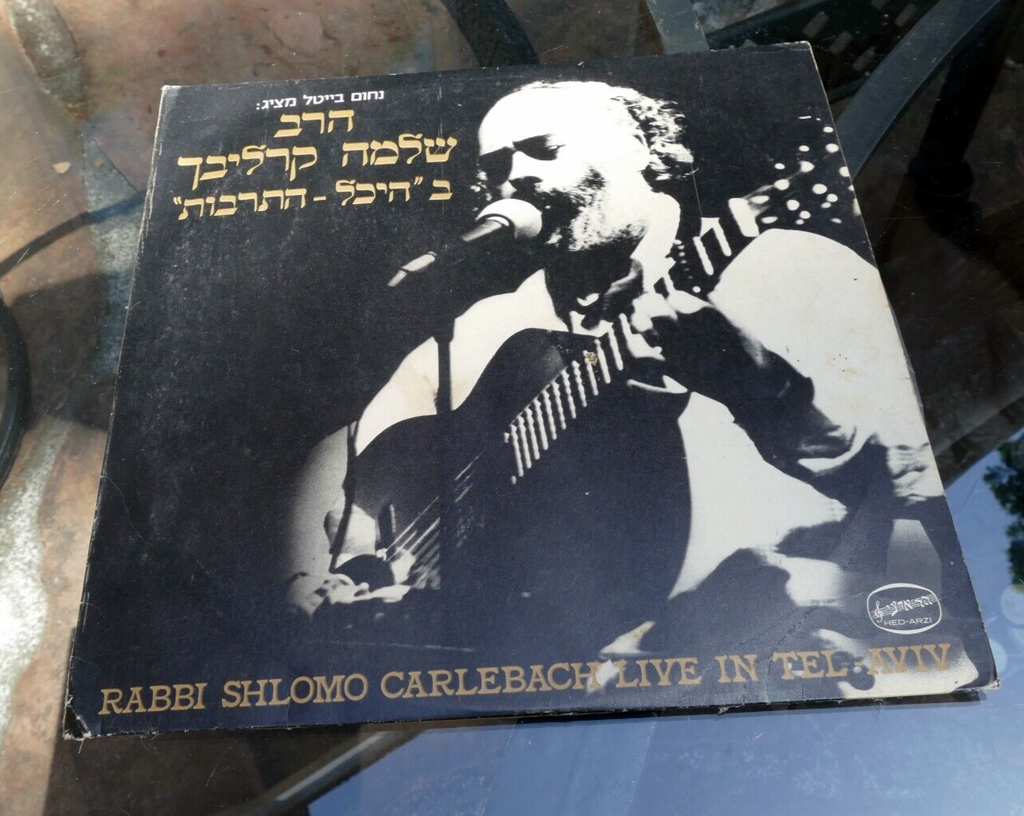 נחום בייטל מציג:
הרב
שלמה קרליבך
ב "היכל - התרבות"
HED-ARZI
RABBI SHLOMO CARLEBACH LIVE IN TEL-AVIV